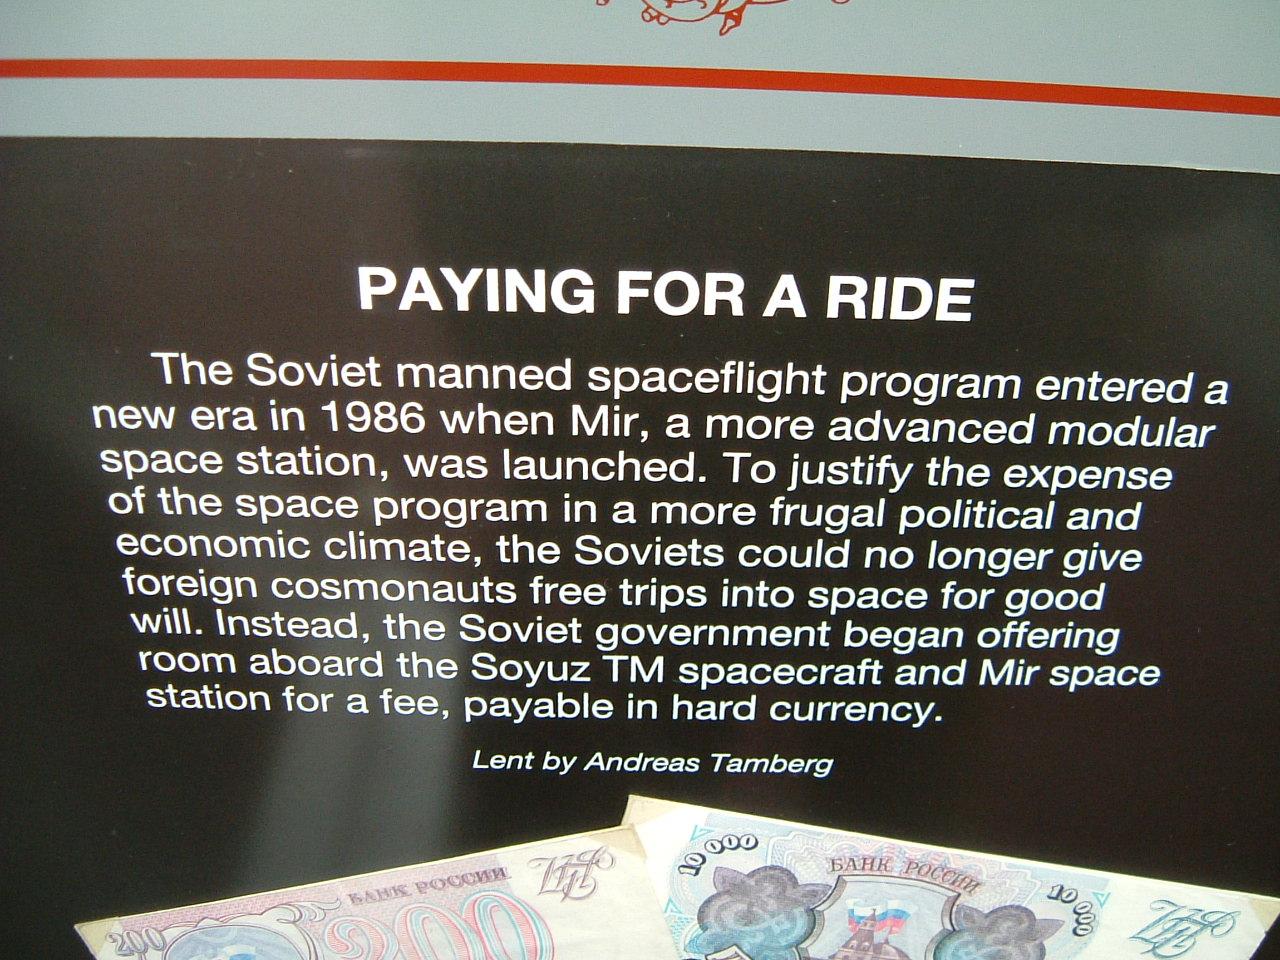 PAYING FOR A RIDE
The Soviet manned spaceflight program entered a
new era in 1986 when Mir, a more advanced modular
space station, was launched. To justify the expense
of the space program in a more frugal political and
economic climate, the Soviets could no longer give
foreign cosmonauts free trips into space for good
will. Instead, the Soviet government began offering
room aboard the Soyuz TM spacecraft and Mir space
station for a fee, payable in hard currency.
Lent by Andreas Tamberg
200 БАНК РОССИИ
200
10 000 БАНК РОССИИ 10 000